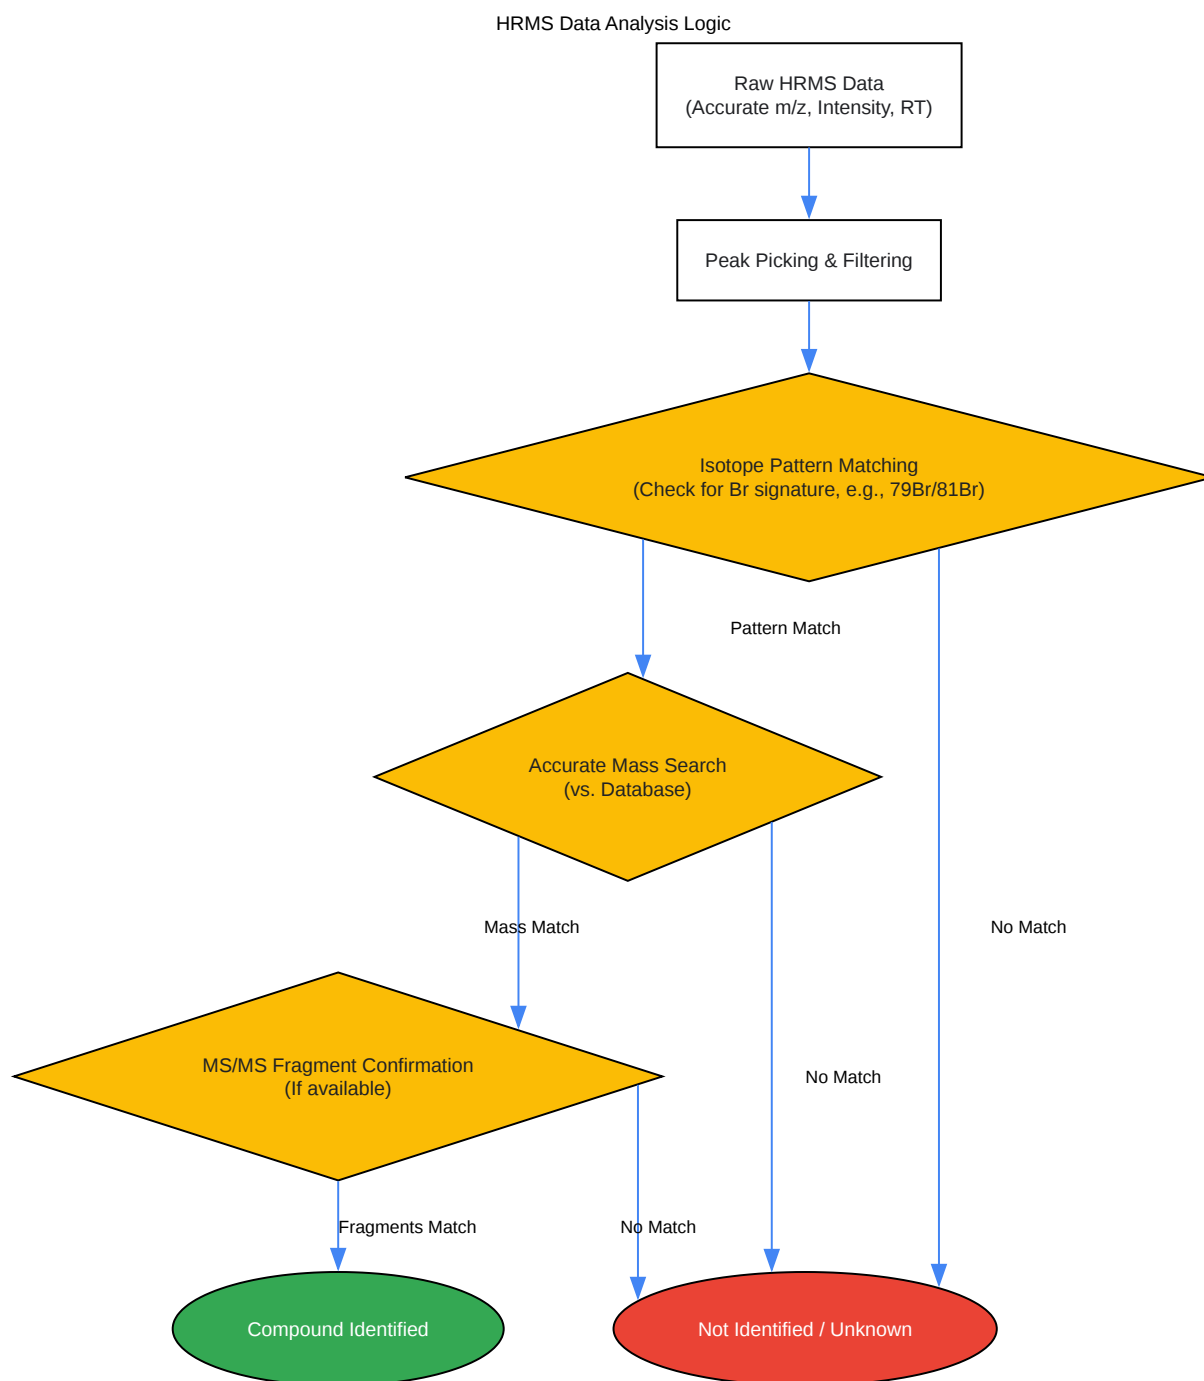 HRMS Data Analysis Logic
Raw HRMS Data
(Accurate m/z, Intensity, RT)
Peak Picking & Filtering
Isotope Pattern Matching
(Check for Br signature, e.g., 79Br/81Br)
Pattern Match
Accurate Mass Search
(vs. Database)
Mass Match
No Match
MS/MS Fragment Confirmation
(If available)
No Match
Fragments Match
No Match
Compound Identified
Not Identified / Unknown